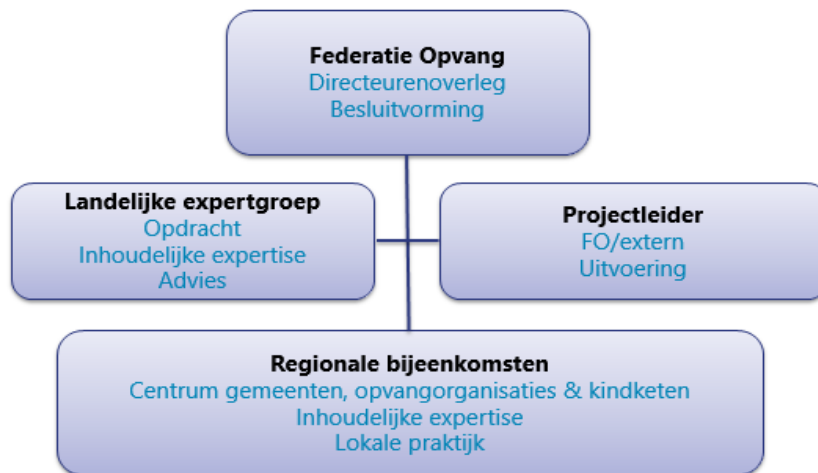 Federatie Opvang
Directeurenoverleg
Besluitvorming
Landelijke expertgroep
Opdracht
Inhoudelijke expertise
Advies
Projectleider
FO/extern
Uitvoering
Regionale bijeenkomsten
Centrum gemeenten, opvangorganisaties & kindketen
Inhoudelijke expertise
Lokale praktijk